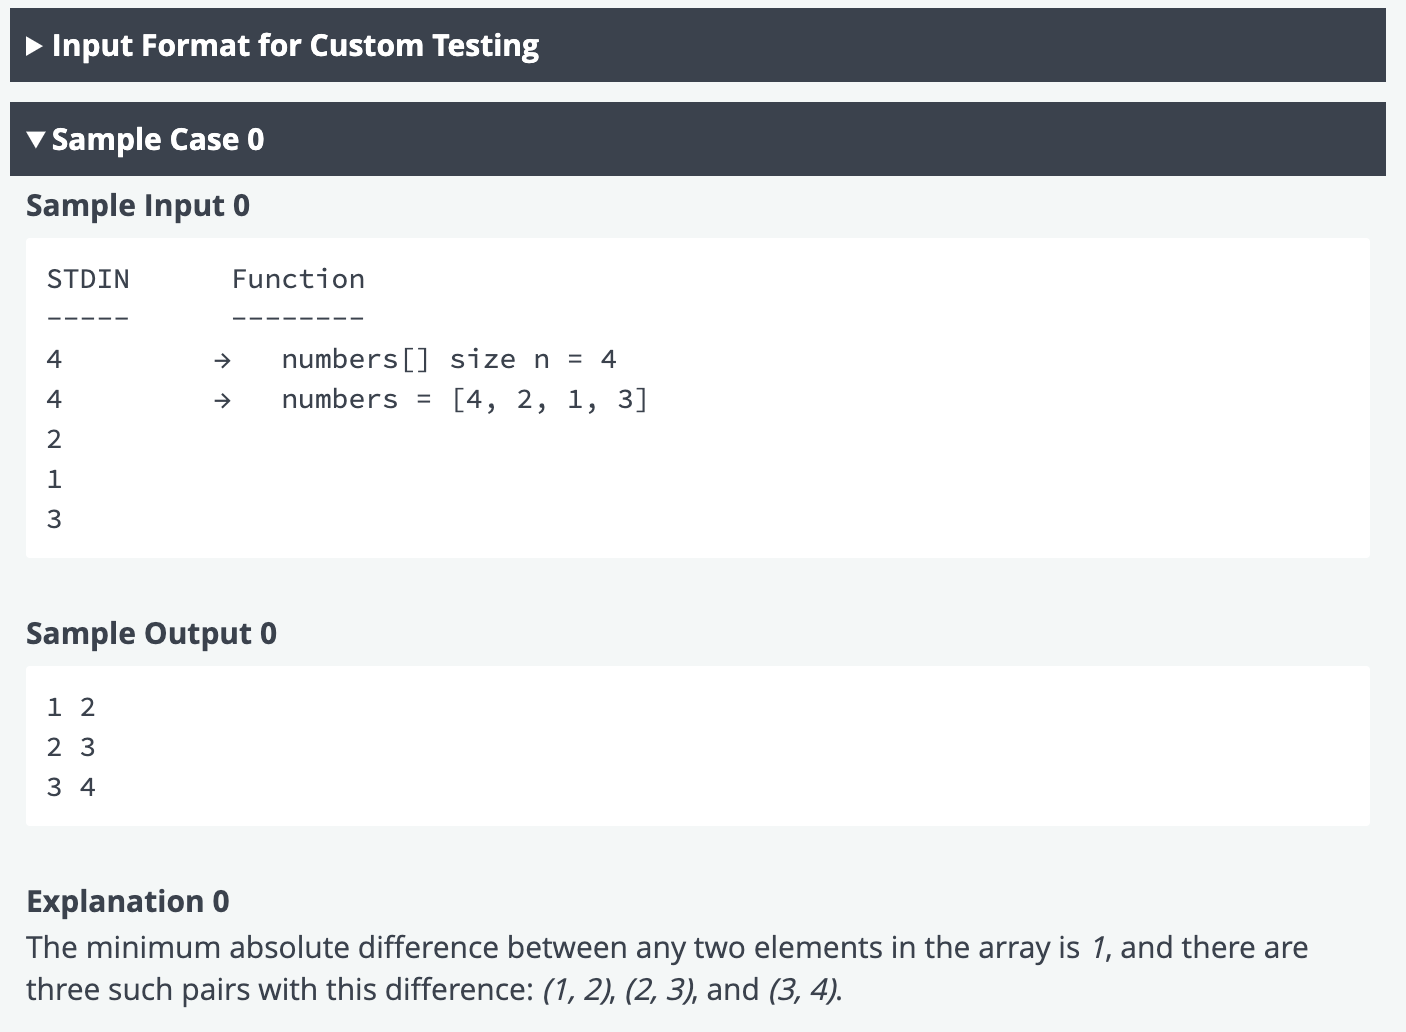 ▶ Input Format for Custom Testing
▼ Sample Case 0
Sample Input 0
STDIN      Function
-----      --------
4         →   numbers[] size n = 4
4         →   numbers = [4, 2, 1, 3]
2
1
3
Sample Output 0
1 2
2 3
3 4
Explanation 0
The minimum absolute difference between any two elements in the array is 1, and there are
three such pairs with this difference: (1, 2), (2, 3), and (3, 4).